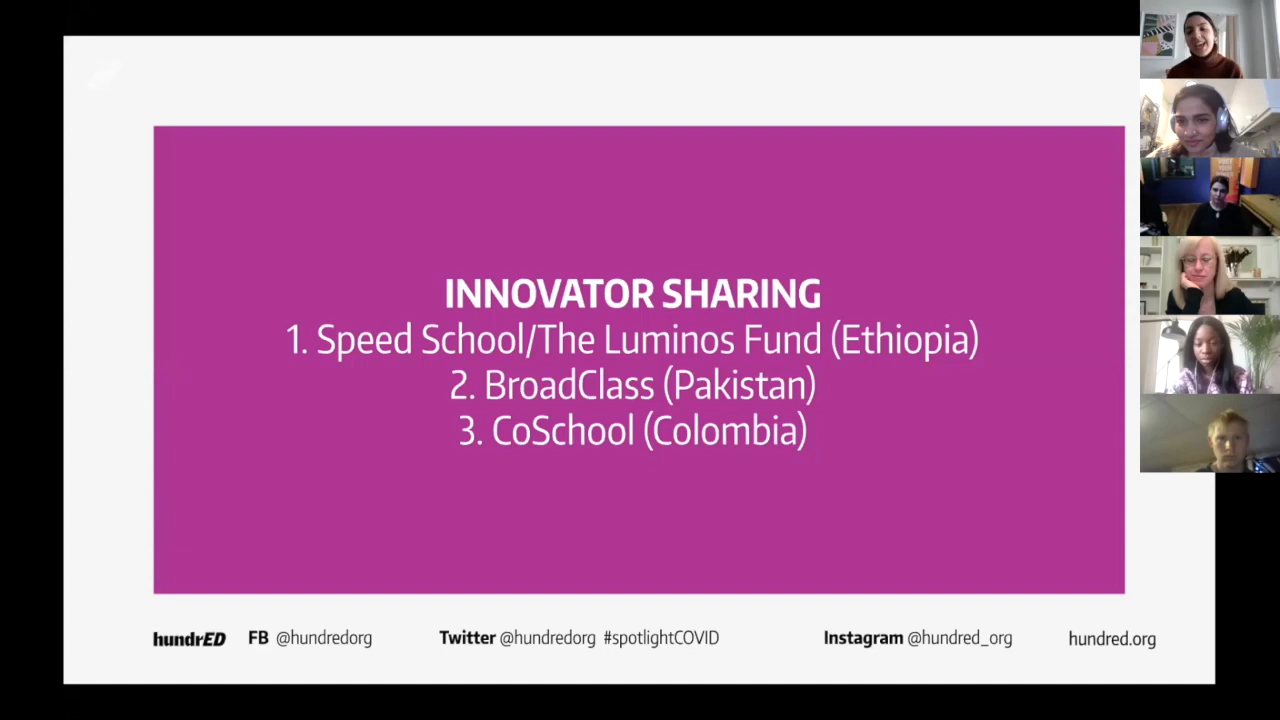 INNOVATOR SHARING
1. Speed School/The Luminos Fund (Ethiopia)
2. BroadClass (Pakistan)
3. CoSchool (Colombia)
hundrED FB @hundredorg Twitter @hundredorg #spotlightCOVID Instagram @hundred_org hundred.org